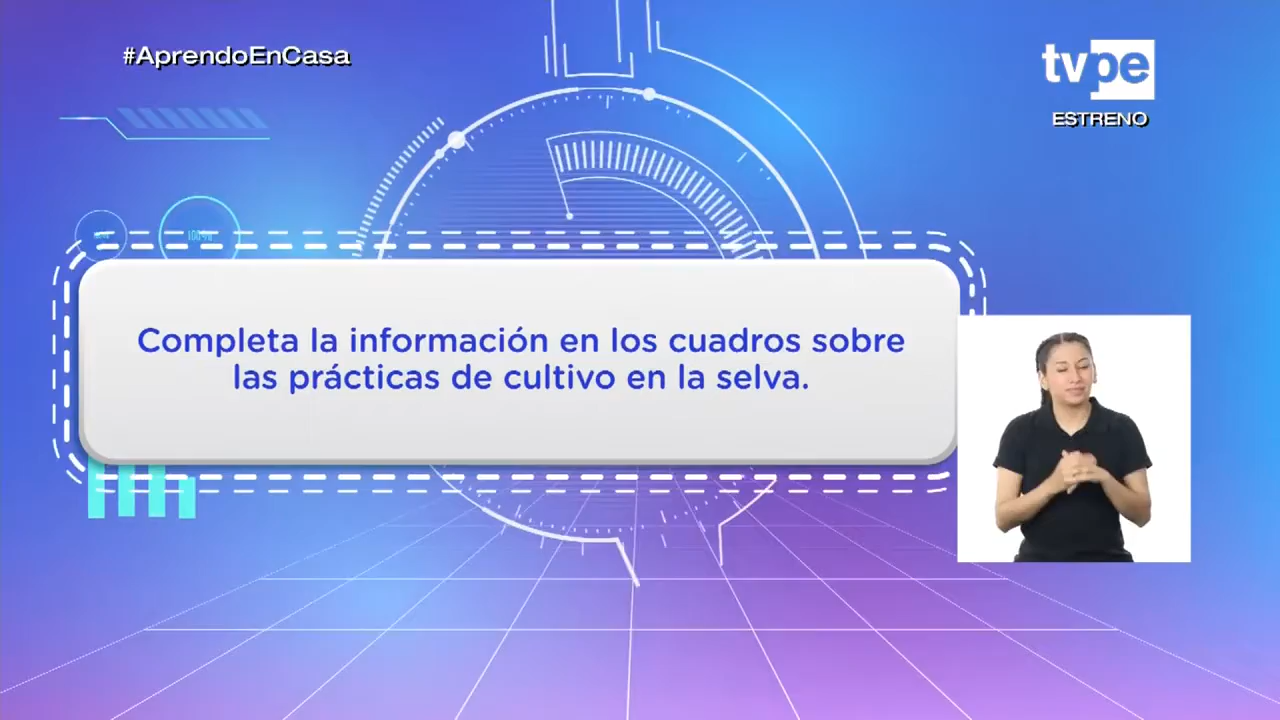 #AprendoEnCasa
tvpe
ESTRENO
Completa la información en los cuadros sobre
las prácticas de cultivo en la selva.